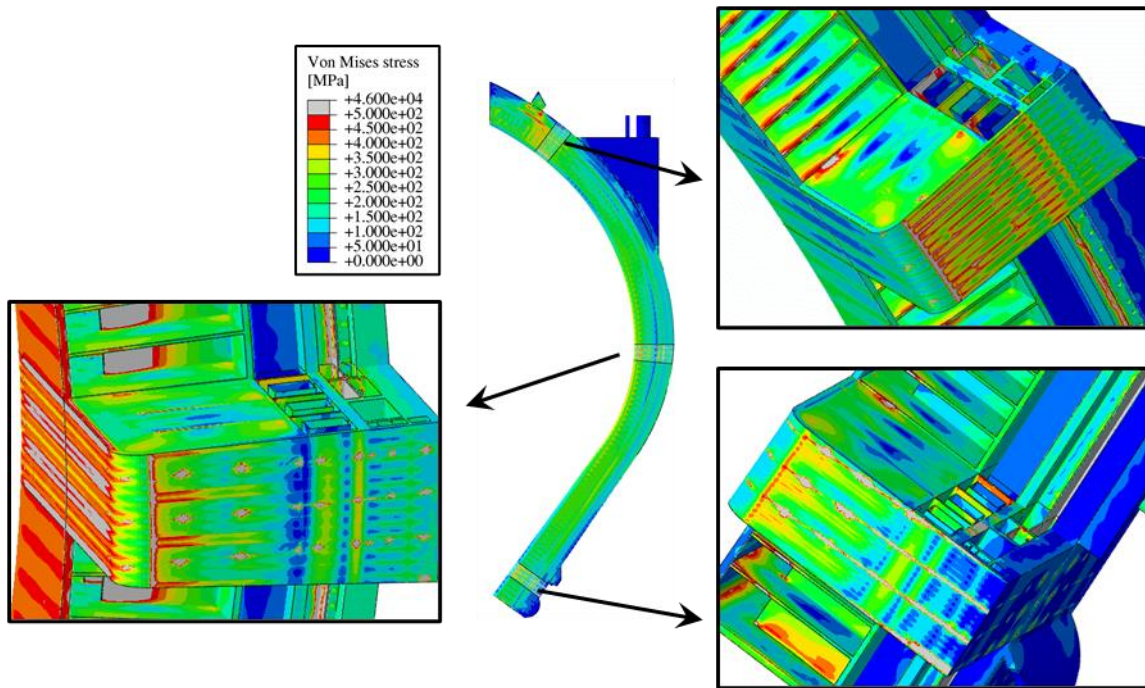 Von Mises stress
[MPa]
+4.600e+04
+5.000e+02
+4.500e+02
+4.000e+02
+3.500e+02
+3.000e+02
+2.500e+02
+2.000e+02
+1.500e+02
+1.000e+02
+5.000e+01
+0.000e+00